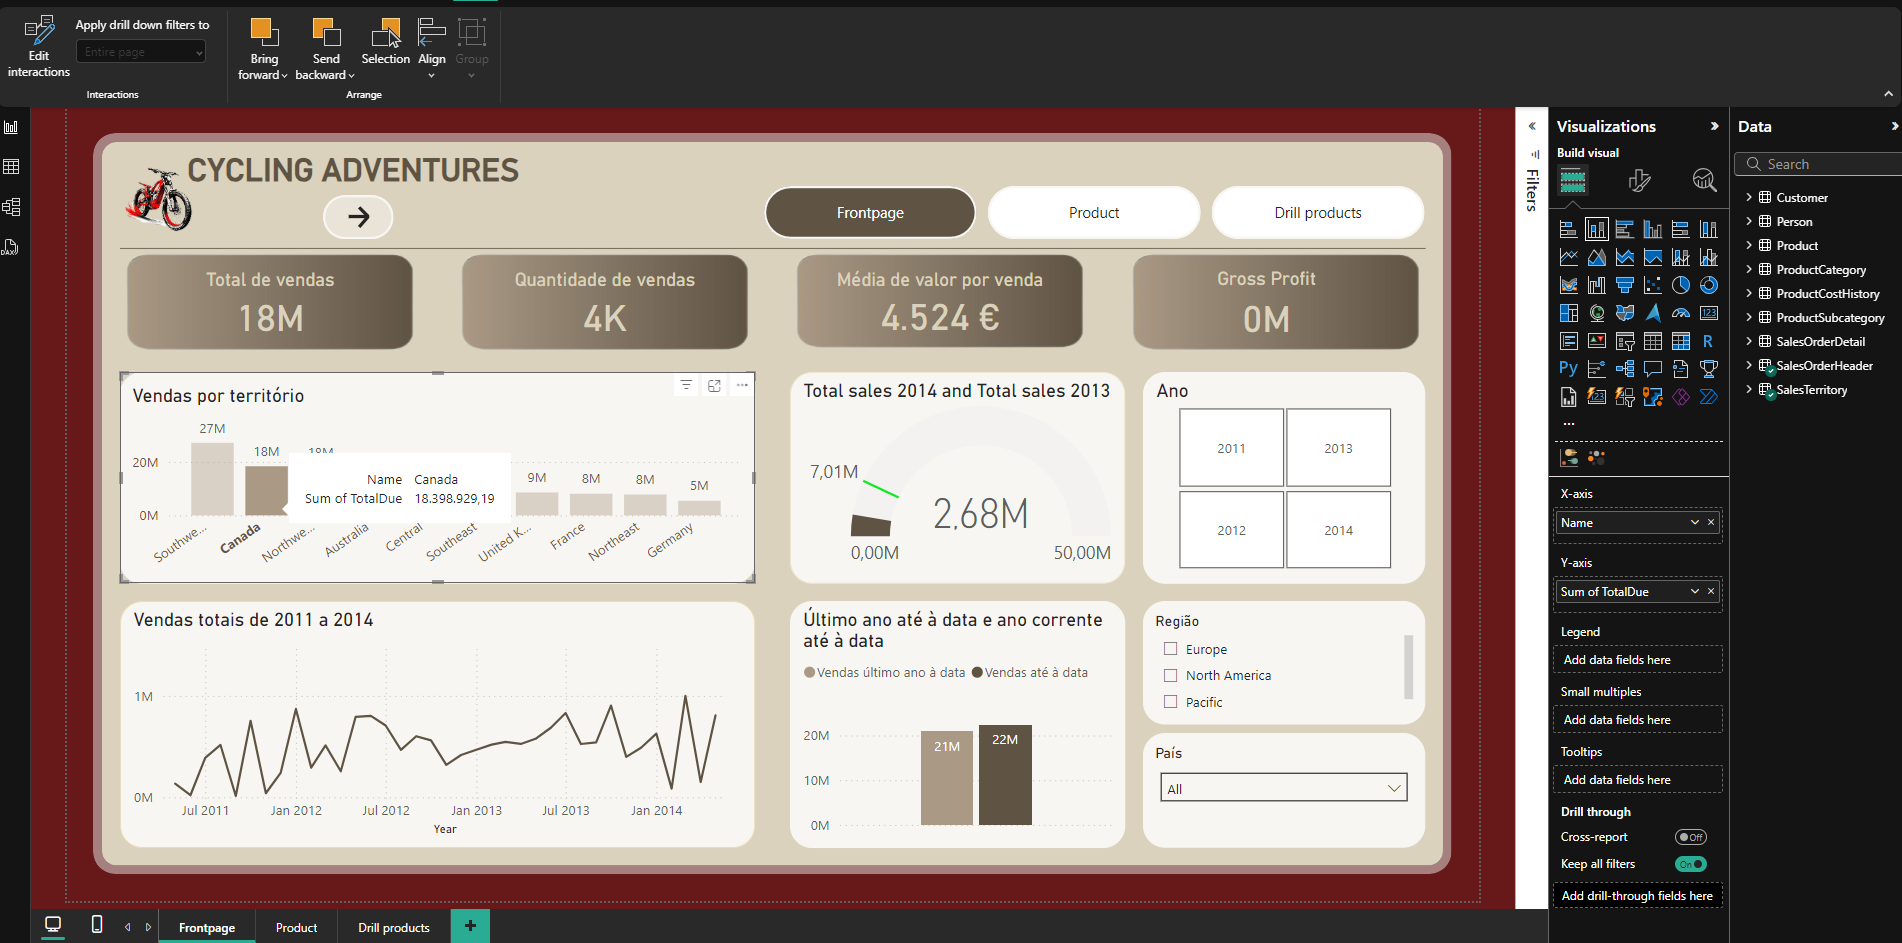 Edit
interactions
Apply drill down filters to
Entire page
Interactions
Bring
forward
Send
backward
Selection
Align
Group
Arrange
CYCLING ADVENTURES
Frontpage
Product
Drill products
Total de vendas
18M
Quantidade de vendas
4K
Média de valor por venda
4.524 €
Gross Profit
0M
Vendas por território
27M
18M
9M
8M
8M
5M
20M
0M
Name Canada
Sum of TotalDue 18.398.929,19
Southwe...
Canada
Northwe...
Australia
Central
Southeast
United K...
France
Northeast
Germany
Total sales 2014 and Total sales 2013
7,01M
2,68M
0,00M
50,00M
Ano
2011
2013
2012
2014
Vendas totais de 2011 a 2014
1M
0M
Jul 2011
Jan 2012
Jul 2012
Jan 2013
Jul 2013
Jan 2014
Year
Último ano até à data e ano corrente
até à data
Vendas último ano à data
Vendas até à data
20M
10M
0M
21M
22M
Região
Europe
North America
Pacific
País
All
Filters
Visualizations
Build visual
123
R
Py
...
X-axis
Name
Y-axis
Sum of TotalDue
Legend
Add data fields here
Small multiples
Add data fields here
Tooltips
Add data fields here
Drill through
Cross-report
Off
Keep all filters
On
Add drill-through fields here
Data
Search
Customer
Person
Product
ProductCategory
ProductCostHistory
ProductSubcategory
SalesOrderDetail
SalesOrderHeader
SalesTerritory
DAX
Frontpage
Product
Drill products
+